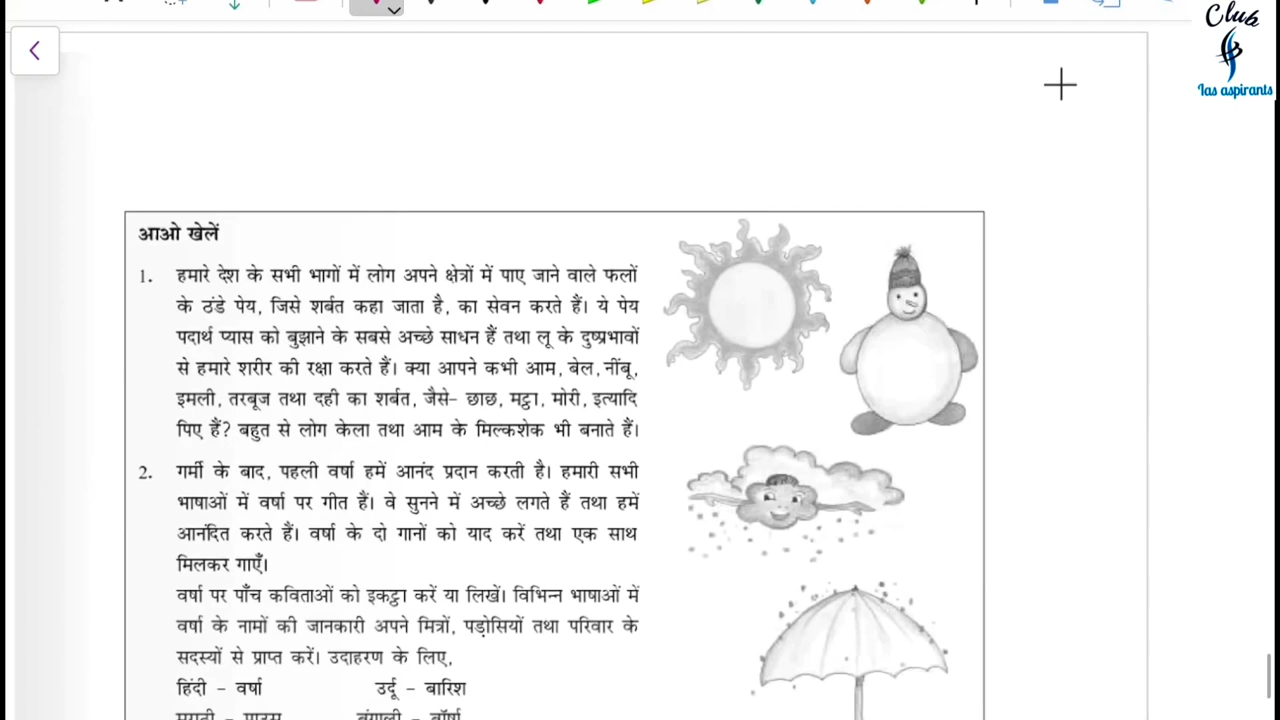 Club
Ias aspirants
आओ खेलें
1. हमारे देश के सभी भागों में लोग अपने क्षेत्रों में पाए जाने वाले फलों
के ठंडे पेय, जिसे शर्बत कहा जाता है, का सेवन करते हैं। ये पेय
पदार्थ प्यास को बुझाने के सबसे अच्छे साधन हैं तथा लू के दुष्प्रभावों
से हमारे शरीर की रक्षा करते हैं। क्या आपने कभी आम, बेल, नींबू,
इमली, तरबूज तथा दही का शर्बत, जैसे- छाछ, मट्ठा, मोरी, इत्यादि
पिए हैं? बहुत से लोग केला तथा आम के मिल्कशेक भी बनाते हैं।
2. गर्मी के बाद, पहली वर्षा हमें आनंद प्रदान करती है। हमारी सभी
भाषाओं में वर्षा पर गीत हैं। वे सुनने में अच्छे लगते हैं तथा हमें
आनंदित करते हैं। वर्षा के दो गानों को याद करें तथा एक साथ
मिलकर गाएँ।
वर्षा पर पाँच कविताओं को इकट्ठा करें या लिखें। विभिन्न भाषाओं में
वर्षा के नामों की जानकारी अपने मित्रों, पड़ोसियों तथा परिवार के
सदस्यों से प्राप्त करें। उदाहरण के लिए,
हिंदी - वर्षा उर्दू - बारिश